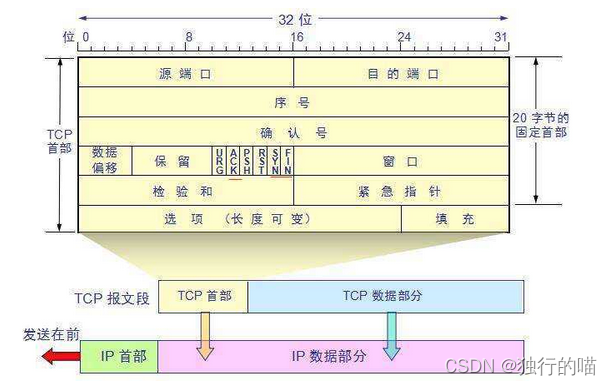 32 位
位 0 8 16 24 31
源 端 口 目 的 端 口
序 号
确 认 号
数据
偏移
保 留
URG
ACK
PSH
RST
SYN
FIN
窗 口
检 验 和 紧 急 指 针
选 项 （长 度 可 变） 填 充
TCP
首部
20 字节的
固定首部
TCP 报文段 TCP 首部 TCP 数据部分
发送在前
IP 首部 IP 数据部分
CSDN @独行的喵